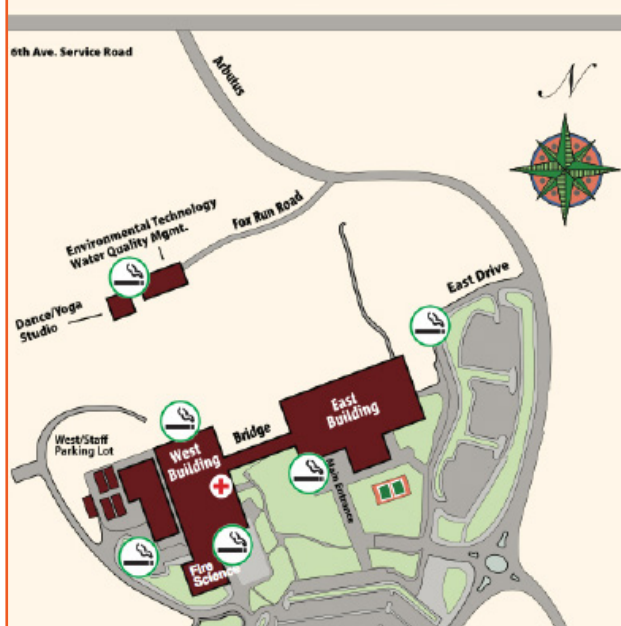 6th Ave. Service Road
Arbutus
N
Fox Run Road
Environmental Technology
Water Quality Mgmt.
East Drive
Dance/Yoga
Studio
East
Building
Bridge
West/Staff
Parking Lot
West
Building
Main Entrance
Fire
Science